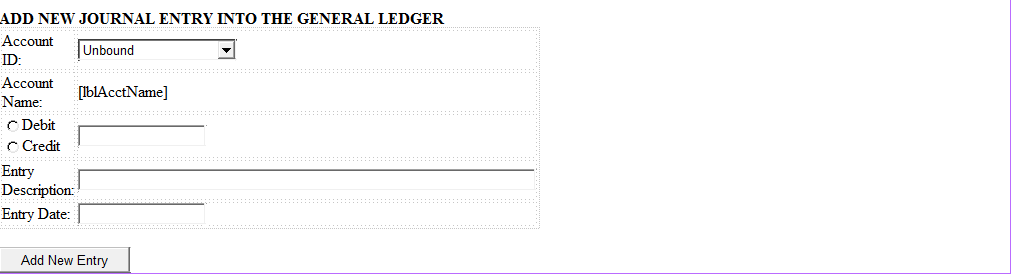 ADD NEW JOURNAL ENTRY INTO THE GENERAL LEDGER
Account
ID:
Unbound
Account
Name:
[lblAcctName]
Debit
Credit
Entry
Description:
Entry Date:
Add New Entry